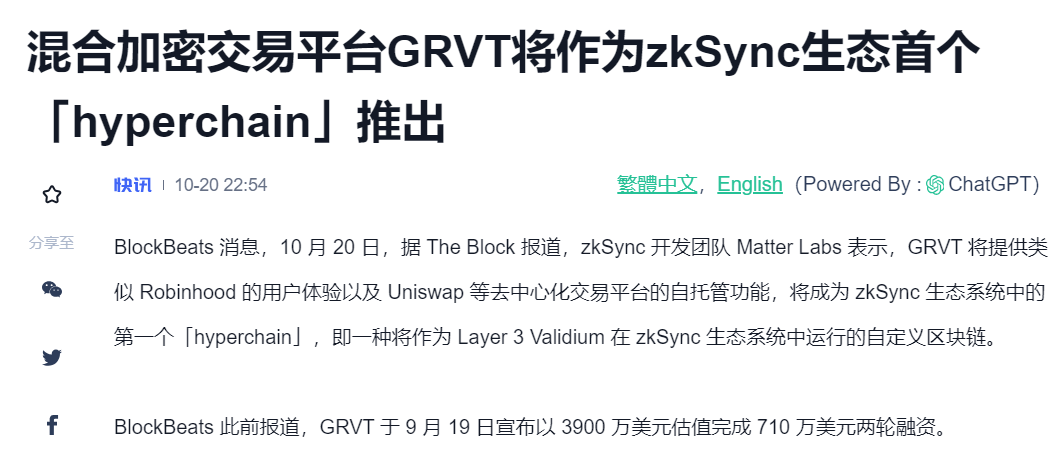 混合加密交易平台GRVT将作为zkSync生态首个
「hyperchain」推出
快讯 | 10-20 22:54
繁體中文，English（Powered By : ChatGPT）
分享至
BlockBeats 消息，10 月 20 日，据 The Block 报道，zkSync 开发团队 Matter Labs 表示，GRVT 将提供类
似 Robinhood 的用户体验以及 Uniswap 等去中心化交易平台的自托管功能，将成为 zkSync 生态系统中的
第一个「hyperchain」，即一种将作为 Layer 3 Validium 在 zkSync 生态系统中运行的自定义区块链。
BlockBeats 此前报道，GRVT 于 9 月 19 日宣布以 3900 万美元估值完成 710 万美元两轮融资。